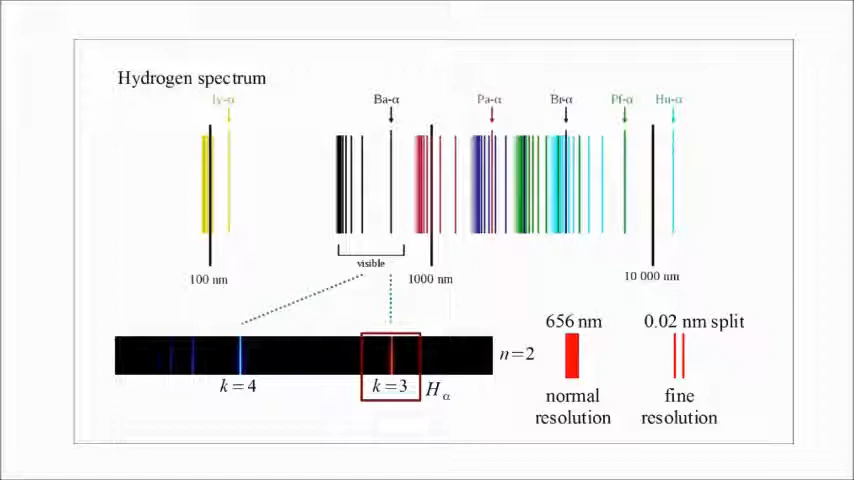 Hydrogen spectrum
Ly-α Ba-α Pa-α Br-α Pf-α Hu-α
visible
100 nm 1000 nm 10 000 nm
656 nm 0.02 nm split
n=2
k=4 k=3 Hα
normal fine
resolution resolution